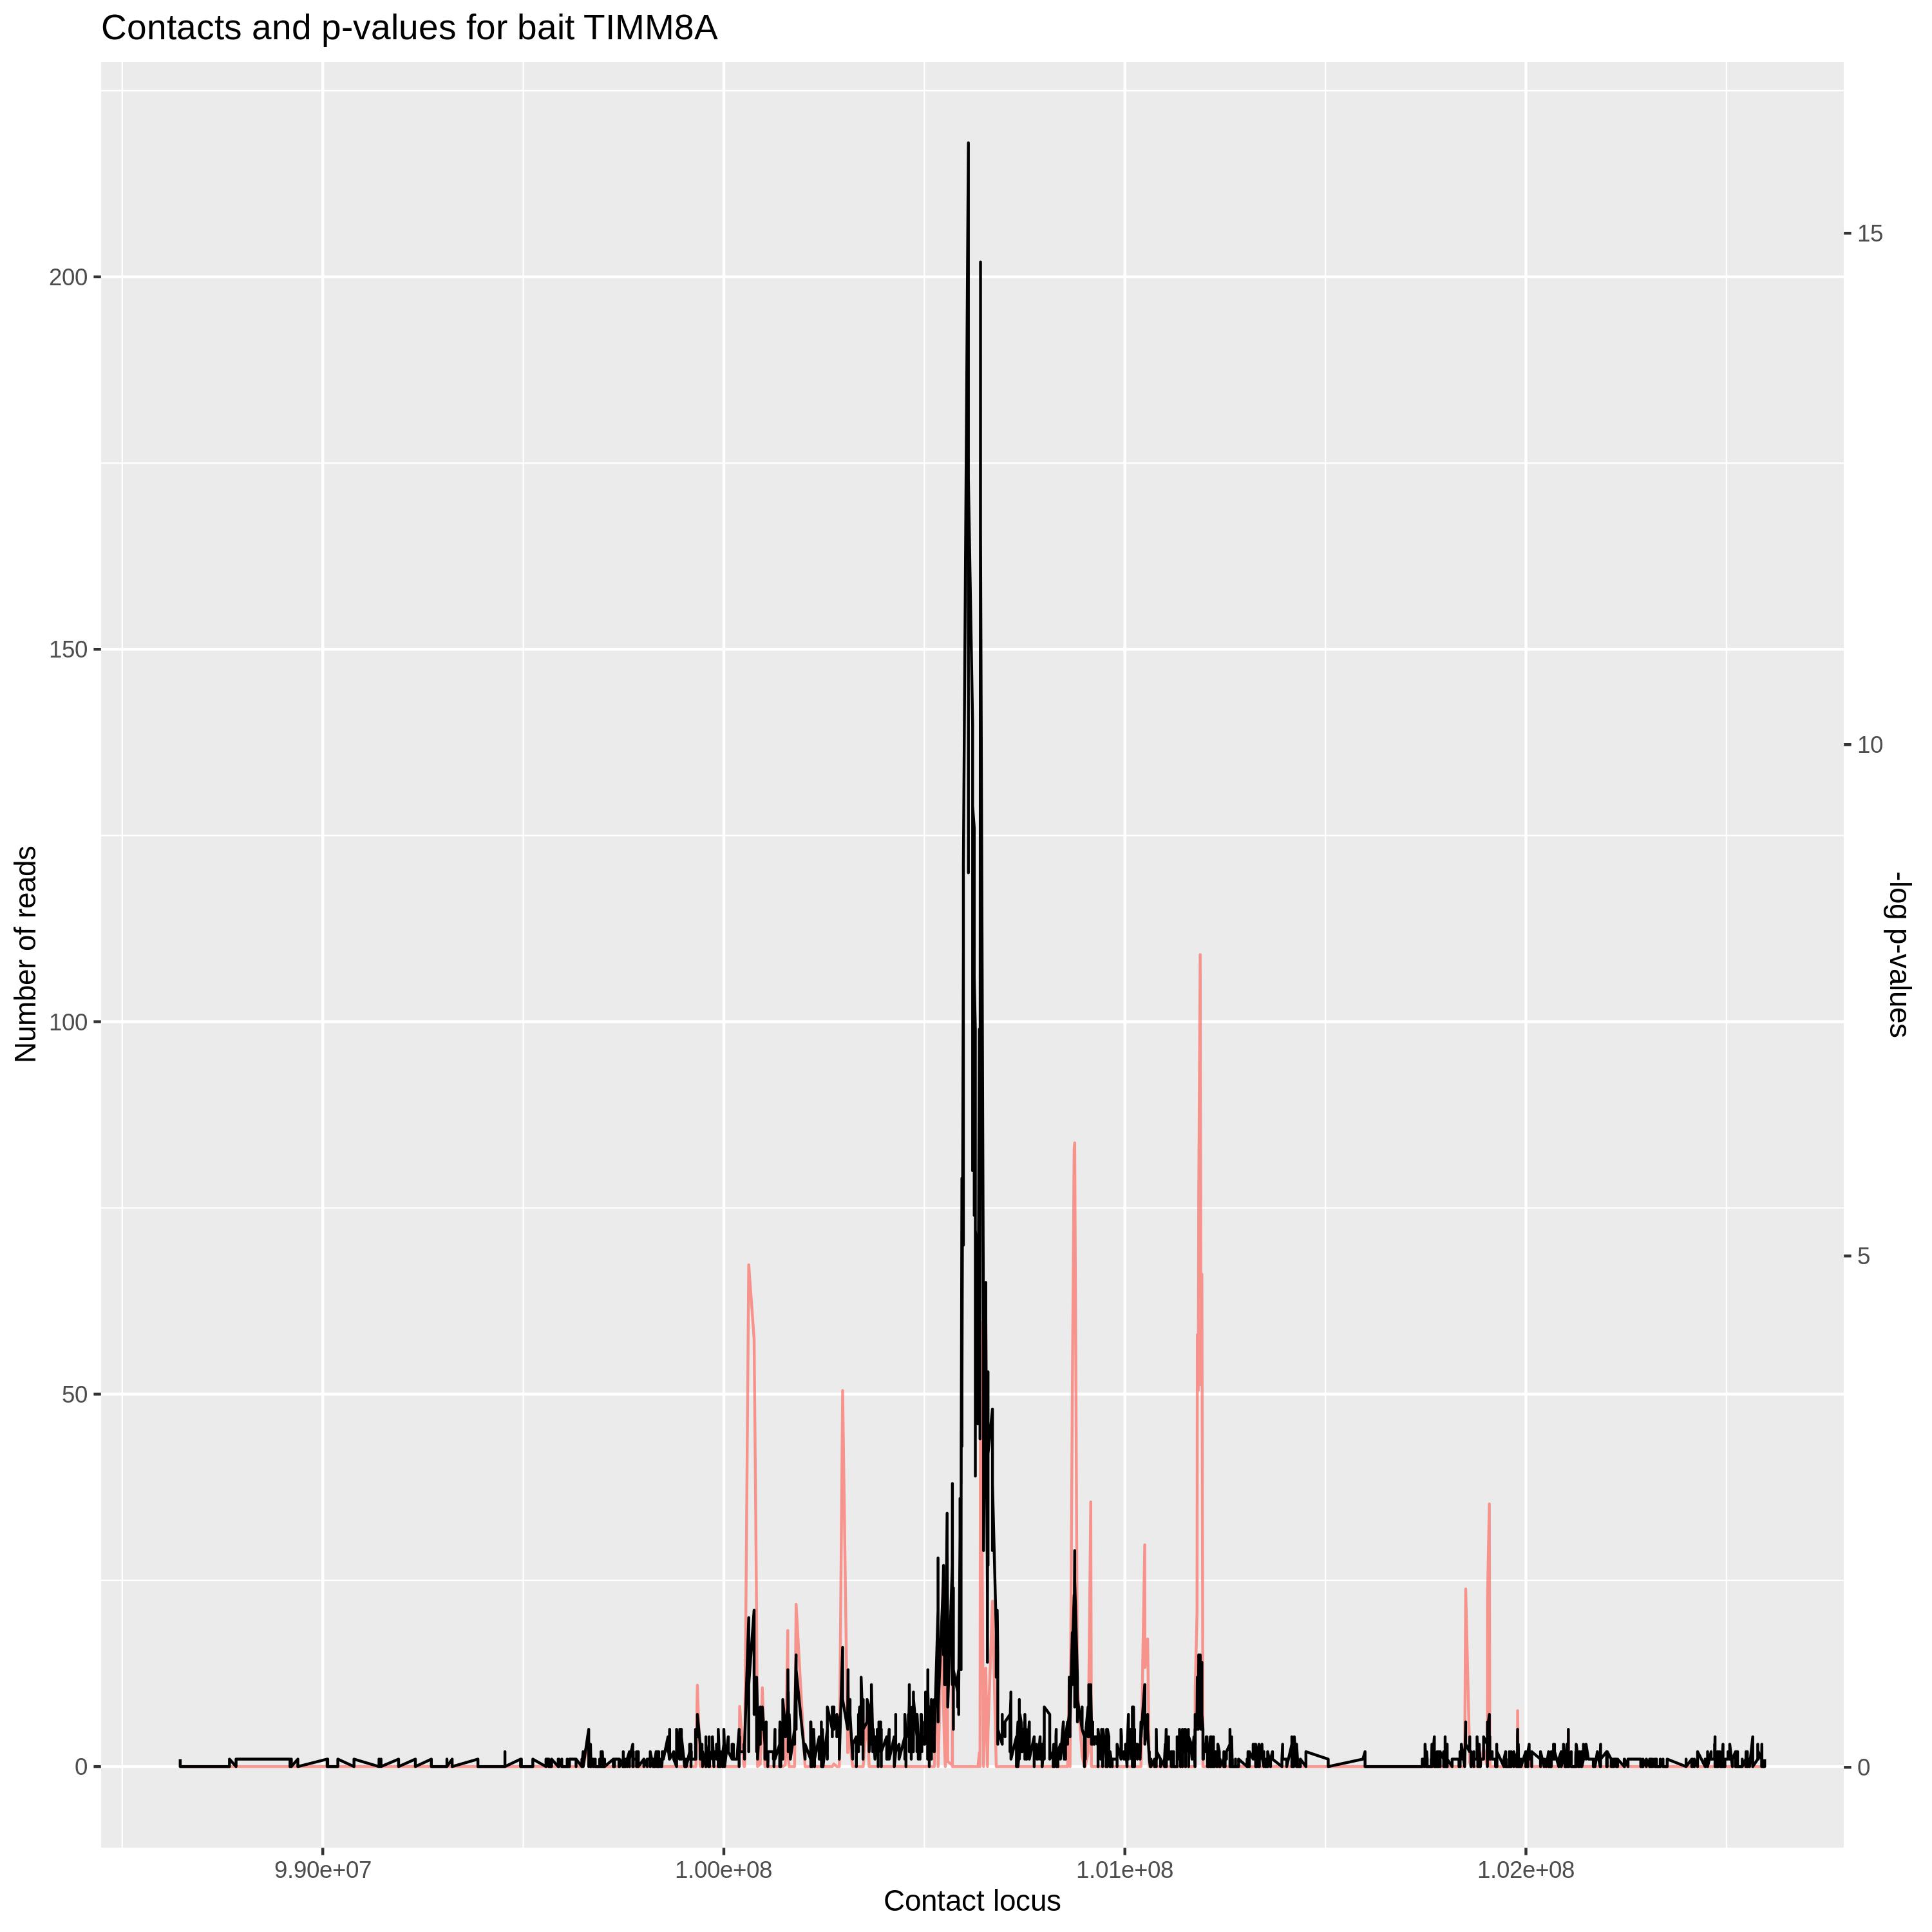 Contacts and p-values for bait TIMM8A
Number of reads
200
150
100
50
0
15
10
5
0
-log p-values
9.90e+07
1.00e+08
1.01e+08
1.02e+08
Contact locus